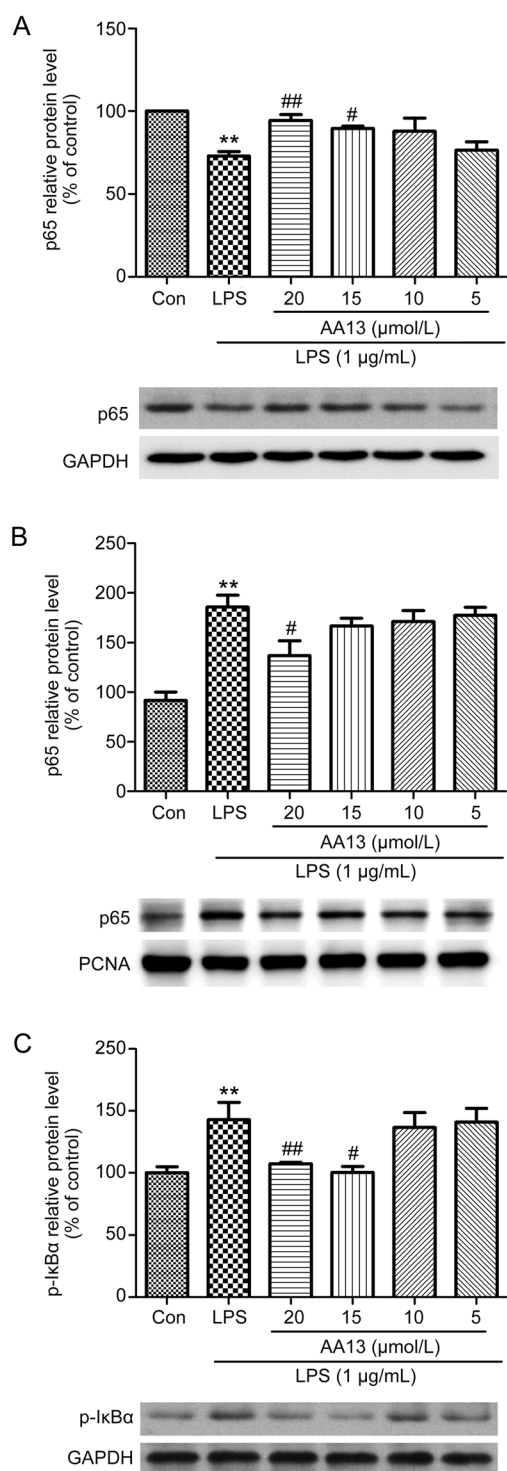 A
p65 relative protein level
(% of control)
150
100
50
0
**
##
#
Con LPS 20 15 10 5
AA13 (µmol/L)
LPS (1 µg/mL)
p65
GAPDH
B
p65 relative protein level
(% of control)
250
200
150
100
50
0
**
#
Con LPS 20 15 10 5
AA13 (µmol/L)
LPS (1 µg/mL)
p65
PCNA
C
p-IκBα relative protein level
(% of control)
250
150
100
50
0
**
##
#
Con LPS 20 15 10 5
AA13 (µmol/L)
LPS (1 µg/mL)
p-IκBα
GAPDH